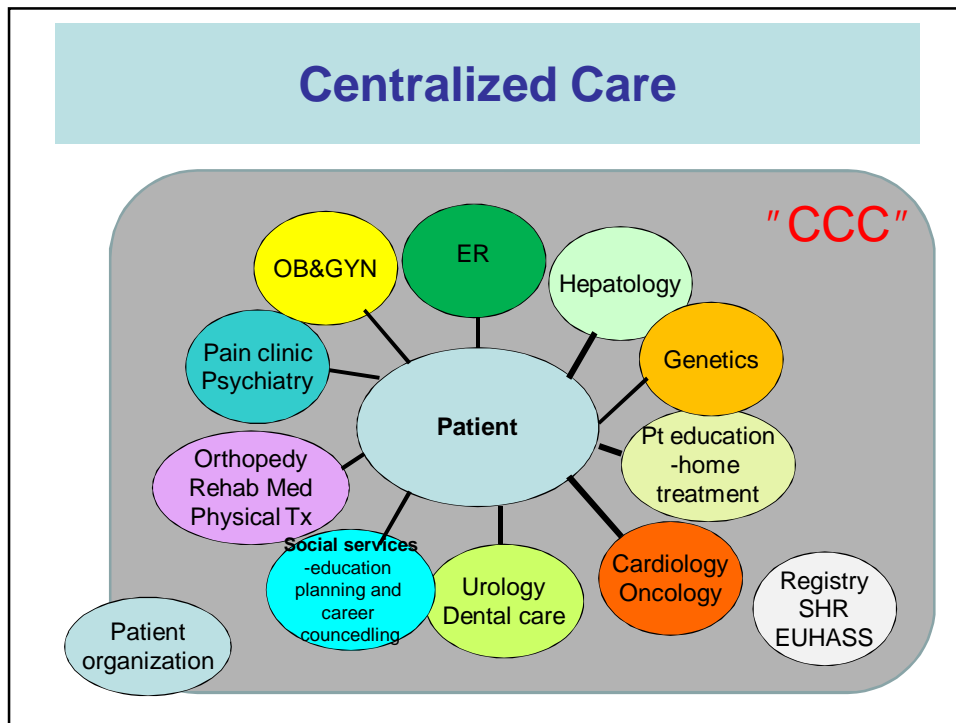 Centralized Care
"CCC"
OB&GYN
ER
Hepatology
Pain clinic
Psychiatry
Genetics
Patient
Pt education
-home
treatment
Orthopedy
Rehab Med
Physical Tx
Social services
-education
planning and
career
councedling
Urology
Dental care
Cardiology
Oncology
Registry
SHR
EUHASS
Patient
organization